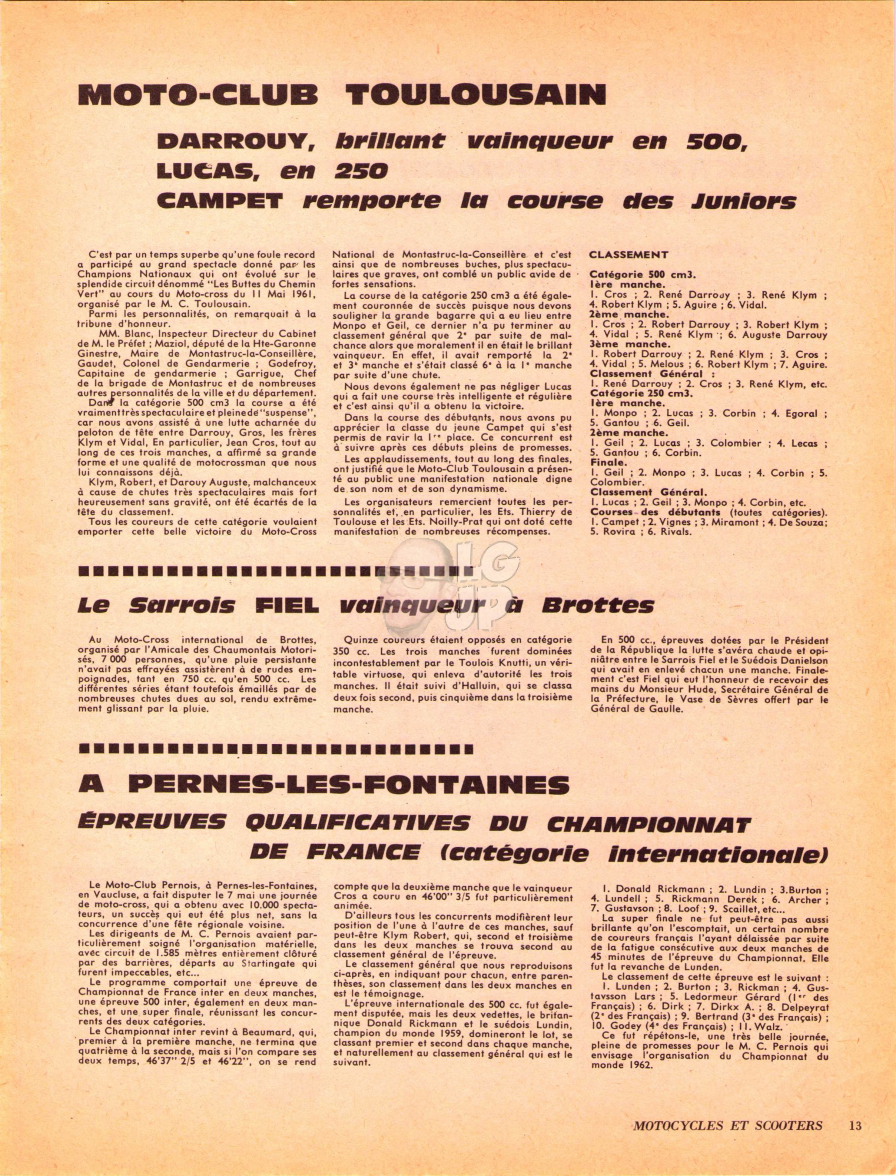 MOTO-CLUB TOULOUSAIN
DARROUY, brillant vainqueur en 500,
LUCAS, en 250
CAMPET remporte la course des Juniors
C'est par un temps superbe qu'une foule record
a participé au grand spectacle donné par les
Champions Nationaux qui ont évolué sur le
splendide circuit dénommé "Les Buttes du Chemin
Vert" au cours du Moto-cross du 11 Mai 1961,
organisé par le M. C. Toulousain.
Parmi les personnalités, on remarquait à la
tribune d'honneur.
MM. Blanc, Inspecteur Directeur du Cabinet
de M. le Préfet ; Maziol, député de la Hte-Garonne
Ginestre, Maire de Montastruc-la-Conseillère,
Gaudet, Colonel de Gendarmerie ; Godefroy,
Capitaine de gendarmerie ; Garrigue, Chef
de la brigade de Montastruc et de nombreuses
autres personnalités de la ville et du département.
Dans la catégorie 500 cm3 la course a été
vraiment très spectaculaire et pleine de "suspense",
car nous avons assisté à une lutte acharnée du
peloton de tête entre Darrouy, Gros, les frères
Klym et Vidal, En particulier, Jean Cros, tout au
long de ces trois manches, a affirmé sa grande
forme et une qualité de motocrossman que nous
lui connaissons déjà.
Klym, Robert, et Darouy Auguste, malchanceux
à cause de chutes très spectaculaires mais fort
heureusement sans gravité, ont été écartés de la
tête du classement.
Tous les coureurs de cette catégorie voulaient
emporter cette belle victoire du Moto-Cross
National de Montastruc-la-Conseillère et c'est
ainsi que de nombreuses buches, plus spectacu-
laires que graves, ont comblé un public avide de
fortes sensations.
La course de la catégorie 250 cm3 a été égale-
ment couronnée de succès puisque nous devons
souligner la grande bagarre qui a eu lieu entre
Monpo et Geil, ce dernier n'a pu terminer au
classement général que 2e par suite de mal-
chance alors que moralement il en était le brillant
vainqueur. En effet, il avait remporté la 2e
et 3e manche et s'était classé 6e à la 1e manche
par suite d'une chute.
Nous devons également ne pas négliger Lucas
qui a fait une course très intelligente et régulière
et c'est ainsi qu'il a obtenu la victoire.
Dans la course des débutants, nous avons pu
apprécier la classe du jeune Campet qui s'est
permis de ravir la 1re place. Ce concurrent est
à suivre après ces débuts pleins de promesses.
Les applaudissements, tout au long des finales,
ont justifié que le Moto-Club Toulousain a présen-
té au public une manifestation nationale digne
de son nom et de son dynamisme.
Les organisateurs remercient toutes les per-
sonnalités et, en particulier, les Ets. Thierry de
Toulouse et les Ets. Noilly-Prat qui ont doté cette
manifestation de nombreuses récompenses.
CLASSEMENT
Catégorie 500 cm3.
1ère manche.
1. Cros ; 2. René Darrouy ; 3. René Klym ;
4. Robert Klym ; 5. Aguire ; 6. Vidal.
2ème manche.
1. Cros ; 2. Robert Darrouy ; 3. Robert Klym ;
4. Vidal ; 5. René Klym ; 6. Auguste Darrouy
3ème manche.
1. Robert Darrouy ; 2. René Klym ; 3. Cros ;
4. Vidal ; 5. Melous ; 6. Robert Klym ; 7. Aguire.
Classement Général :
1. René Darrouy ; 2. Cros ; 3. René Klym, etc.
Catégorie 250 cm3.
1ère manche.
1. Monpo ; 2. Lucas ; 3. Corbin ; 4. Egoral ;
5. Gantou ; 6. Geil.
2ème manche.
1. Geil ; 2. Lucas ; 3. Colombier ; 4. Lecas ;
5. Gantou ; 6. Corbin.
Finale.
1. Geil ; 2. Monpo ; 3. Lucas ; 4. Corbin ; 5.
Colombier.
Classement Général.
1. Lucas ; 2. Geil ; 3. Monpo ; 4. Corbin, etc.
Courses des débutants (toutes catégories).
1. Campet ; 2. Vignes ; 3. Miramont ; 4. De Souza;
5. Rovira ; 6. Rivals.
LG UP
Le Sarrois FIEL vainqueur à Brottes
Au Moto-Cross international de Brottes,
organisé par l'Amicale des Chaumontais Motori-
sés, 7 000 personnes, qu'une pluie persistante
n'avait pas effrayées assistèrent à de rudes em-
poignades, tant en 750 cc. qu'en 500 cc. Les
différentes séries étant toutefois émaillés par de
nombreuses chutes dues au sol, rendu extrême-
ment glissant par la pluie.
Quinze coureurs étaient opposés en catégorie
350 cc. Les trois manches furent dominées
incontestablement par le Toulois Knutti, un véri-
table virtuose, qui enleva d'autorité les trois
manches. Il était suivi d'Halluin, qui se classa
deux fois second, puis cinquième dans la troisième
manche.
En 500 cc., épreuves dotées par le Président
de la République la lutte s'avéra chaude et opi-
niâtre entre le Sarrois Fiel et le Suédois Danielson
qui avait en enlevé chacun une manche. Finale-
ment c'est Fiel qui eut l'honneur de recevoir des
mains du Monsieur Hude, Secrétaire Général de
la Préfecture, le Vase de Sèvres offert par le
Général de Gaulle.
A PERNES-LES-FONTAINES
ÉPREUVES QUALIFICATIVES DU CHAMPIONNAT
DE FRANCE (catégorie internationale)
Le Moto-Club Pernois, à Pernes-les-Fontaines,
en Vaucluse, a fait disputer le 7 mai une journée
de moto-cross, qui a obtenu avec 10.000 specta-
teurs, un succès qui eut été plus net, sans la
concurrence d'une fête régionale voisine.
Les dirigeants de M. C. Pernois avaient par-
ticulièrement soigné l'organisation matérielle,
avec circuit de 1.585 mètres entièrement clôturé
par des barrières, départs au Startingate qui
furent impeccables, etc...
Le programme comportait une épreuve de
Championnat de France inter en deux manches,
une épreuve 500 inter, également en deux man-
ches, et une super finale, réunissant les concur-
rents des deux catégories.
Le Championnat inter revint à Beaumard, qui,
premier à la première manche, ne termina que
quatrième à la seconde, mais si l'on compare ses
deux temps, 46'37" 2/5 et 46'22", on se rend
compte que la deuxième manche que le vainqueur
Cros a couru en 46'00" 3/5 fut particulièrement
animée.
D'ailleurs tous les concurrents modifièrent leur
position de l'une à l'autre de ces manches, sauf
peut-être Klym Robert, qui, second et troisième
dans les deux manches se trouva second au
classement général de l'épreuve.
Le classement général que nous reproduisons
ci-après, en indiquant pour chacun, entre paren-
thèses, son classement dans les deux manches en
est le témoignage.
L'épreuve internationale des 500 cc. fut égale-
ment disputée, mais les deux vedettes, le britan-
nique Donald Rickmann et le suédois Lundin,
champion du monde 1959, domineront le lot, se
classant premier et second dans chaque manche,
et naturellement au classement général qui est le
suivant.
1. Donald Rickmann ; 2. Lundin ; 3.Burton ;
4. Lundell ; 5. Rickmann Derek ; 6. Archer ;
7. Gustavson ; 8. Loof ; 9. Scaillet, etc...
La super finale ne fut peut-être pas aussi
brillante qu'on l'escomptait, un certain nombre
de coureurs français l'ayant délaissée par suite
de la fatigue consécutive aux deux manches de
45 minutes de l'épreuve du Championnat. Elle
fut la revanche de Lunden.
Le classement de cette épreuve est le suivant :
1. Lunden ; 2. Burton ; 3. Rickman ; 4. Gus-
tavsson Lars ; 5. Ledormeur Gérard (1er des
Français) ; 6. Dirk ; 7. Dirkx A. ; 8. Delpeyrat
(2e des Français) ; 9. Bertrand (3e des Français) ;
10. Godey (4e des Français) ; 11. Walz.
Ce fut répétons-le, une très belle journée,
pleine de promesses pour le M. C. Pernois qui
envisage l'organisation du Championnat du
monde 1962.
MOTOCYCLES ET SCOOTERS 13